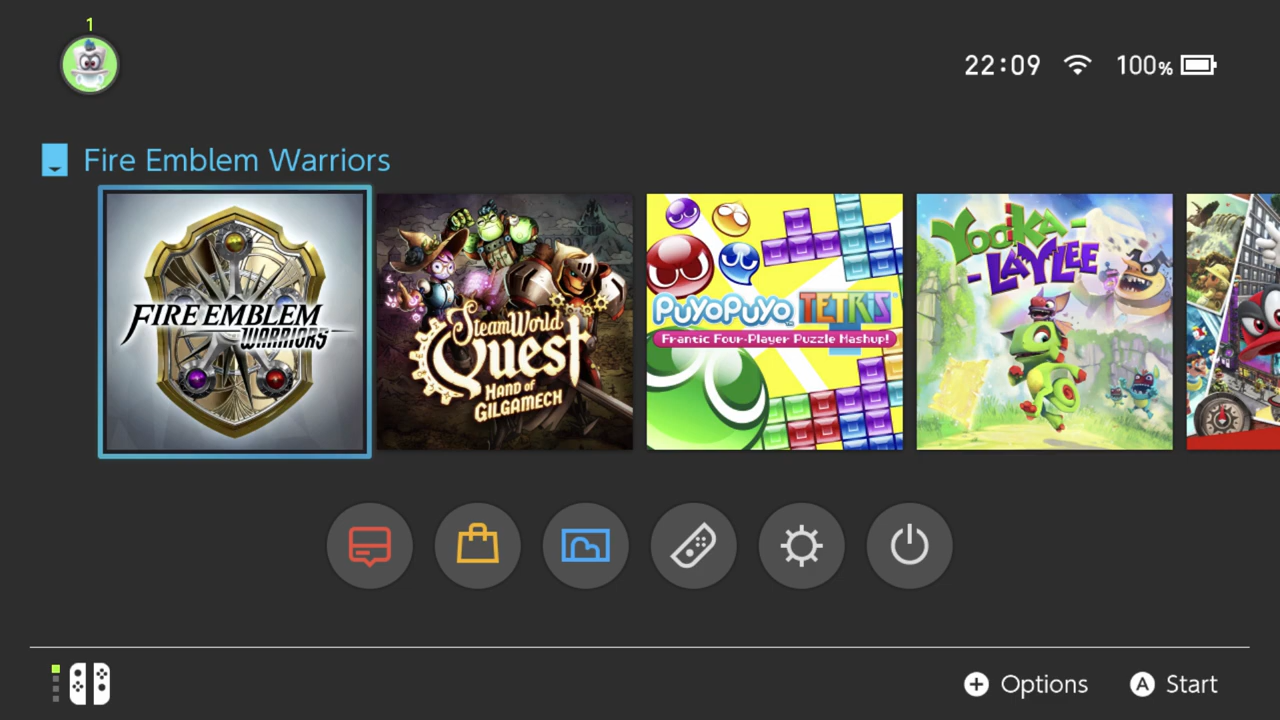 1
22:09 100%
Fire Emblem Warriors
FIRE EMBLEM
WARRIORS
SteamWorld
Quest
HAND of
GILGAMECH
PUYOPUYO TETRIS
Frantic Four-Player Puzzle Mashup!
YOOKA-
-LAYLEE
+ Options A Start